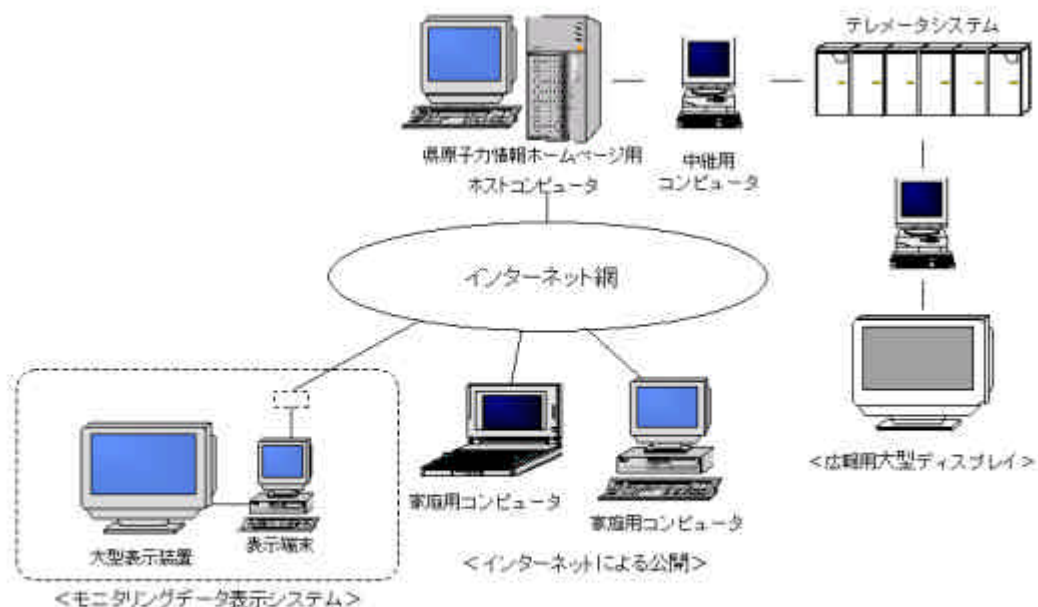 テレメータシステム
県原子力情報ホームページ用
ホストコンピュータ
中継用
コンピュータ
インターネット網
<広報用大型ディスプレイ>
家庭用コンピュータ
家庭用コンピュータ
大型表示装置
表示端末
<インターネットによる公開>
<モニタリングデータ表示システム>